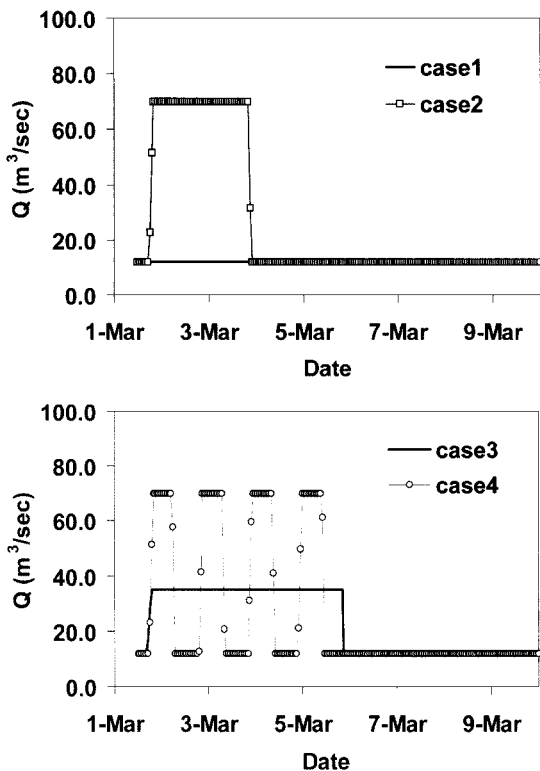 100.0
80.0
60.0
40.0
20.0
0.0
Q (m³/sec)
case1
case2
1-Mar 3-Mar 5-Mar 7-Mar 9-Mar
Date
100.0
80.0
60.0
40.0
20.0
0.0
Q (m³/sec)
case3
case4
1-Mar 3-Mar 5-Mar 7-Mar 9-Mar
Date